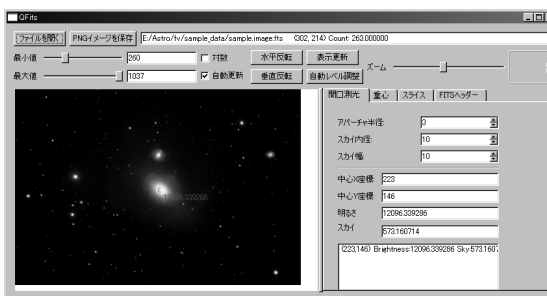 QFits
ファイルを開く PNGイメージを保存 E:/Astro/fv/sample_data/sample.image.fts (302, 214) Count: 263.000000
最小値 260 対数 水平反転 表示更新 ズーム
最大値 1037 自動更新 垂直反転 自動レベル調整
開口測光 重心 スライス FITSヘッダー
アパーチャ半径: 3
スカイ内径: 10
スカイ幅: 10
中心X座標: 223
中心Y座標: 146
明るさ 12096.339286
スカイ 573.160714
(223,146) Brightness:12096.339286 Sky:573.1607
12096.339286